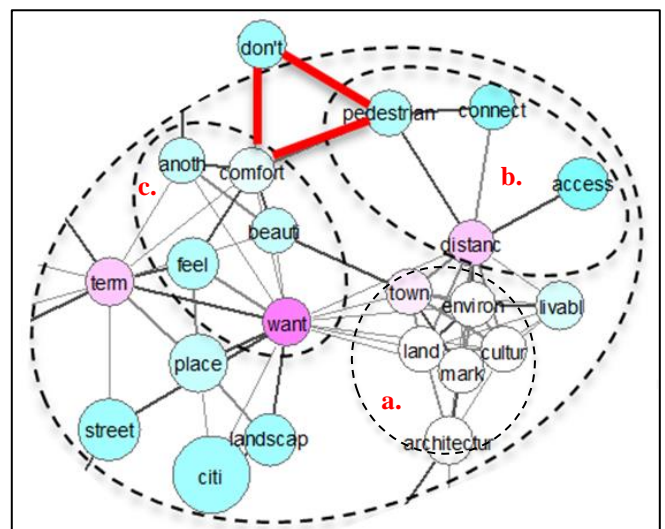 don't
pedestrian
connect
anoth
comfort
c.
b.
access
beauti
distanc
feel
term
town
environ
livabl
want
land
cultur
mark
place
a.
street
landscap
architectur
citi